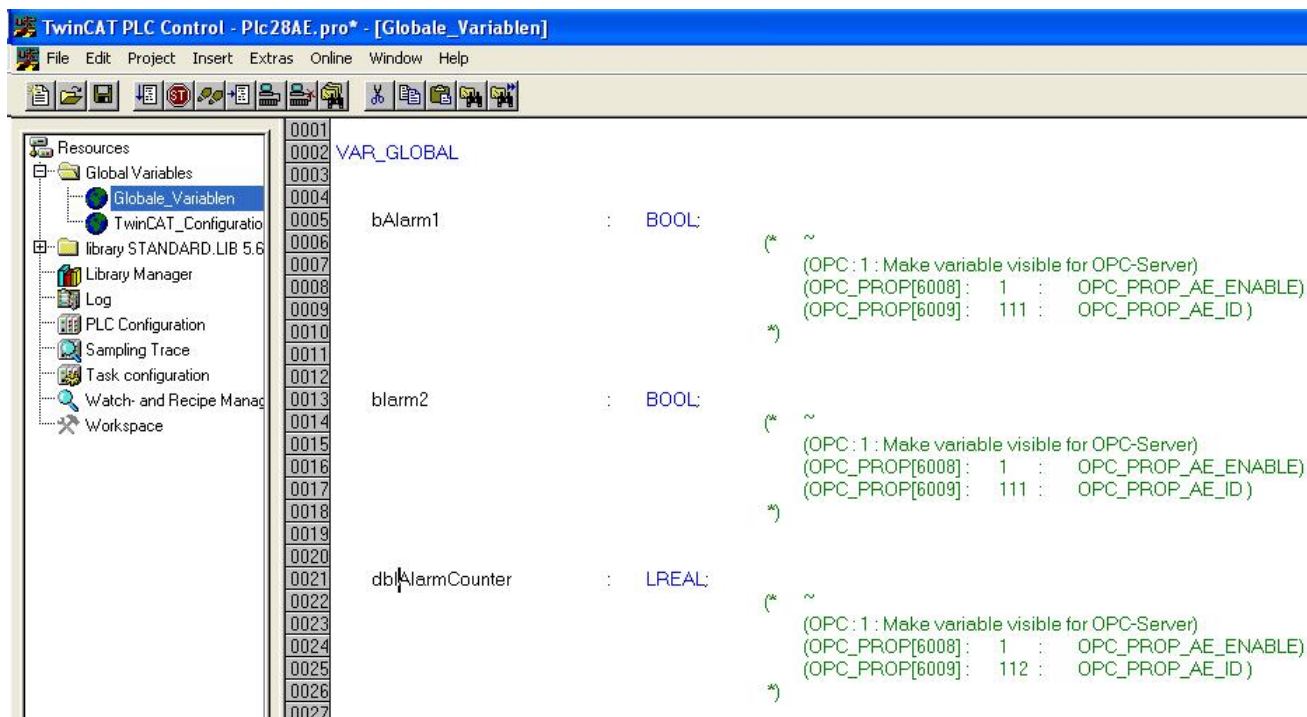 TwinCAT PLC Control - Plc28AE.pro* - [Globale_Variablen]
File Edit Project Insert Extras Online Window Help
Resources
Global Variables
Globale_Variablen
TwinCAT_Configuratio
library STANDARD.LIB 5.6
Library Manager
Log
PLC Configuration
Sampling Trace
Task configuration
Watch- and Recipe Manag
Workspace
0001
0002 VAR_GLOBAL
0003
0004
0005 bAlarm1 : BOOL;
0006 (* ~
0007 (OPC : 1 : Make variable visible for OPC-Server)
0008 (OPC_PROP[6008] : 1 : OPC_PROP_AE_ENABLE)
0009 (OPC_PROP[6009] : 111 : OPC_PROP_AE_ID )
0010 *)
0011
0012
0013 blarm2 : BOOL;
0014 (* ~
0015 (OPC : 1 : Make variable visible for OPC-Server)
0016 (OPC_PROP[6008] : 1 : OPC_PROP_AE_ENABLE)
0017 (OPC_PROP[6009] : 111 : OPC_PROP_AE_ID )
0018 *)
0019
0020
0021 dblAlarmCounter : LREAL;
0022 (* ~
0023 (OPC : 1 : Make variable visible for OPC-Server)
0024 (OPC_PROP[6008] : 1 : OPC_PROP_AE_ENABLE)
0025 (OPC_PROP[6009] : 112 : OPC_PROP_AE_ID )
0026 *)
0027